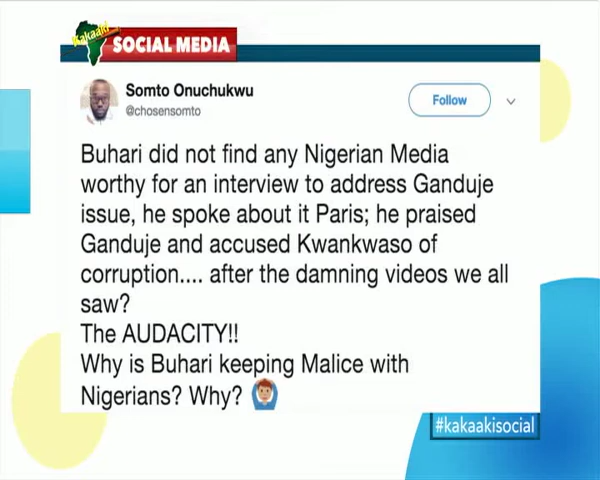 Kakaaki
SOCIAL MEDIA
Somto Onuchukwu
@chosensomto
Follow
Buhari did not find any Nigerian Media
worthy for an interview to address Ganduje
issue, he spoke about it Paris; he praised
Ganduje and accused Kwankwaso of
corruption.... after the damning videos we all
saw?
The AUDACITY!!
Why is Buhari keeping Malice with
Nigerians? Why? 🙆🏽‍♂️
#kakaakisocial